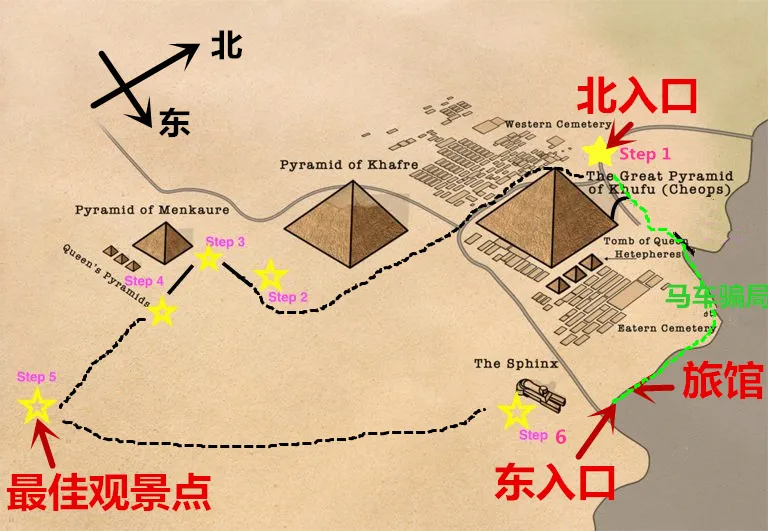 北
东
北入口
Western Cemetery
Step 1
Pyramid of Khafre
The Great Pyramid
of Khufu (Cheops)
Pyramid of Menkaure
Step 3
Tomb of Queen
Hetepheres
Queen's Pyramids
Step 4
Step 2
马车骗局
Eatern Cemetery
The Sphinx
旅馆
Step 5
Step 6
最佳观景点
东入口